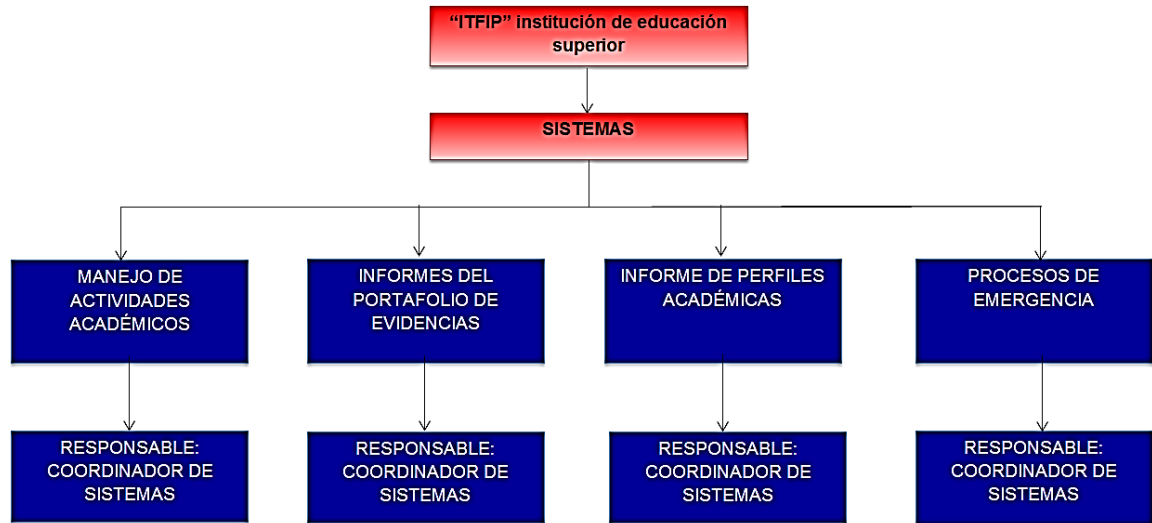 “ITFIP” institución de educación
superior
SISTEMAS
MANEJO DE
ACTIVIDADES
ACADÉMICOS
INFORMES DEL
PORTAFOLIO DE
EVIDENCIAS
INFORME DE PERFILES
ACADÉMICAS
PROCESOS DE
EMERGENCIA
RESPONSABLE:
COORDINADOR DE
SISTEMAS
RESPONSABLE:
COORDINADOR DE
SISTEMAS
RESPONSABLE:
COORDINADOR DE
SISTEMAS
RESPONSABLE:
COORDINADOR DE
SISTEMAS